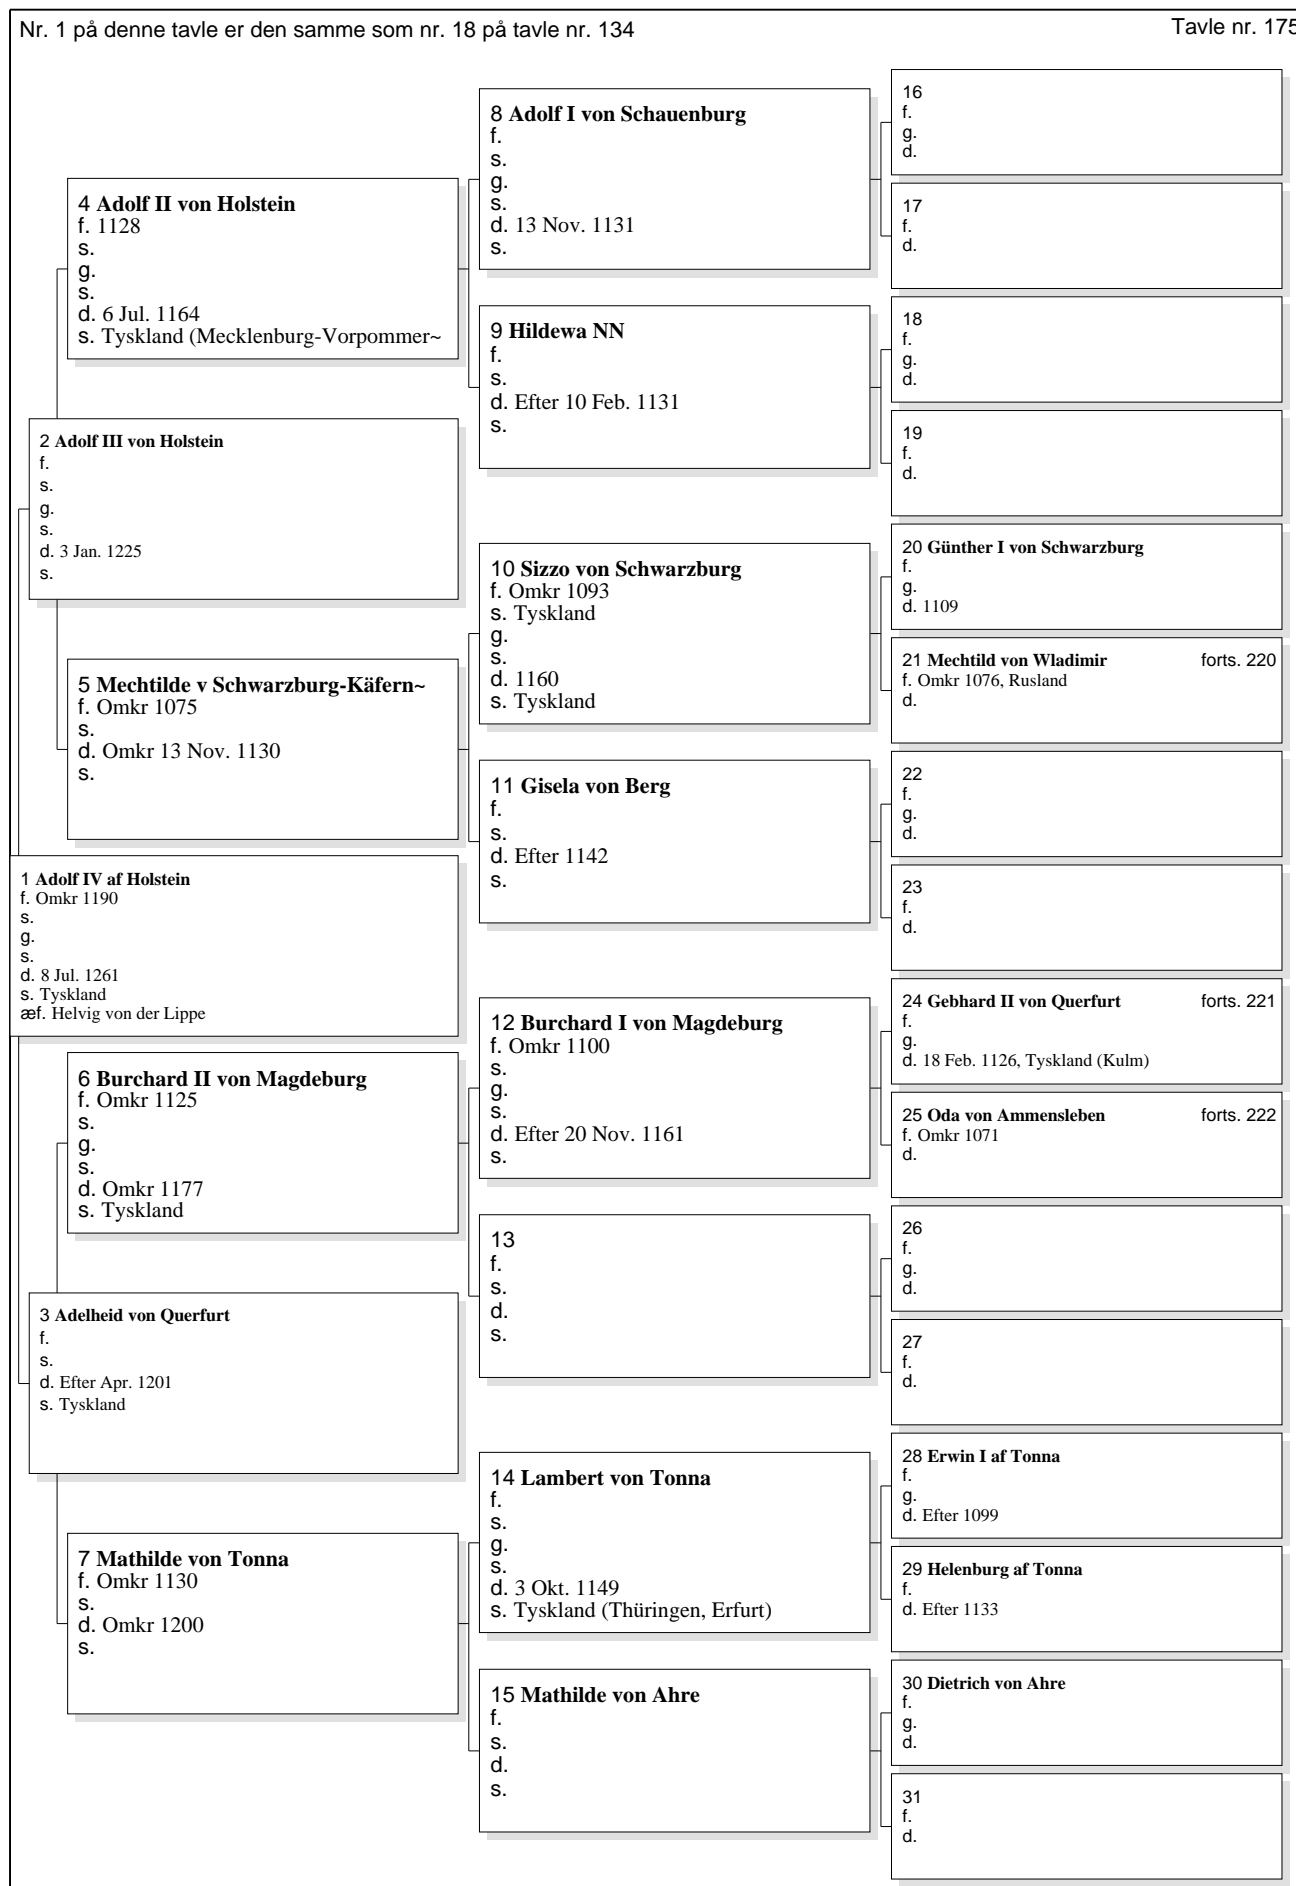 Nr. 1 på denne tavle er den samme som nr. 18 på tavle nr. 134
Tavle nr. 175
1 Adolf IV af Holstein
f. Omkr 1190
s.
g.
s.
d. 8 Jul. 1261
s. Tyskland
æf. Helvig von der Lippe
2 Adolf III von Holstein
f.
s.
g.
s.
d. 3 Jan. 1225
s.
3 Adelheid von Querfurt
f.
s.
d. Efter Apr. 1201
s. Tyskland
4 Adolf II von Holstein
f. 1128
s.
g.
s.
d. 6 Jul. 1164
s. Tyskland (Mecklenburg-Vorpommer~
5 Mechtilde v Schwarzburg-Käfern~
f. Omkr 1075
s.
d. Omkr 13 Nov. 1130
s.
6 Burchard II von Magdeburg
f. Omkr 1125
s.
g.
s.
d. Omkr 1177
s. Tyskland
7 Mathilde von Tonna
f. Omkr 1130
s.
d. Omkr 1200
s.
8 Adolf I von Schauenburg
f.
s.
g.
s.
d. 13 Nov. 1131
s.
9 Hildewa NN
f.
s.
d. Efter 10 Feb. 1131
s.
10 Sizzo von Schwarzburg
f. Omkr 1093
s. Tyskland
g.
s.
d. 1160
s. Tyskland
11 Gisela von Berg
f.
s.
d. Efter 1142
s.
12 Burchard I von Magdeburg
f. Omkr 1100
s.
g.
s.
d. Efter 20 Nov. 1161
s.
13
f.
s.
d.
s.
14 Lambert von Tonna
f.
s.
g.
s.
d. 3 Okt. 1149
s. Tyskland (Thüringen, Erfurt)
15 Mathilde von Ahre
f.
s.
d.
s.
16
f.
g.
d.
17
f.
d.
18
f.
g.
d.
19
f.
d.
20 Günther I von Schwarzburg
f.
g.
d. 1109
21 Mechtild von Wladimir forts. 220
f. Omkr 1076, Rusland
d.
22
f.
g.
d.
23
f.
d.
24 Gebhard II von Querfurt forts. 221
f.
g.
d. 18 Feb. 1126, Tyskland (Kulm)
25 Oda von Ammensleben forts. 222
f. Omkr 1071
d.
26
f.
g.
d.
27
f.
d.
28 Erwin I af Tonna
f.
g.
d. Efter 1099
29 Helenburg af Tonna
f.
d. Efter 1133
30 Dietrich von Ahre
f.
g.
d.
31
f.
d.